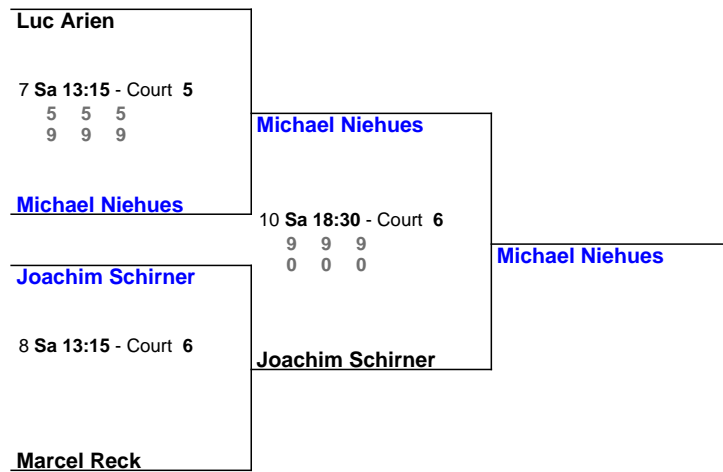 Luc Arien
7 Sa 13:15 - Court 5
5 5 5
9 9 9
Michael Niehues
Michael Niehues
10 Sa 18:30 - Court 6
9 9 9
0 0 0
Michael Niehues
Joachim Schirner
8 Sa 13:15 - Court 6
Joachim Schirner
Marcel Reck